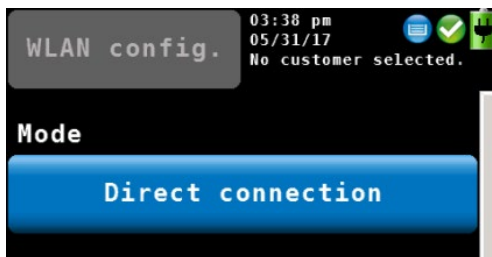 WLAN config.
03:38 pm
05/31/17
No customer selected.
Mode
Direct connection